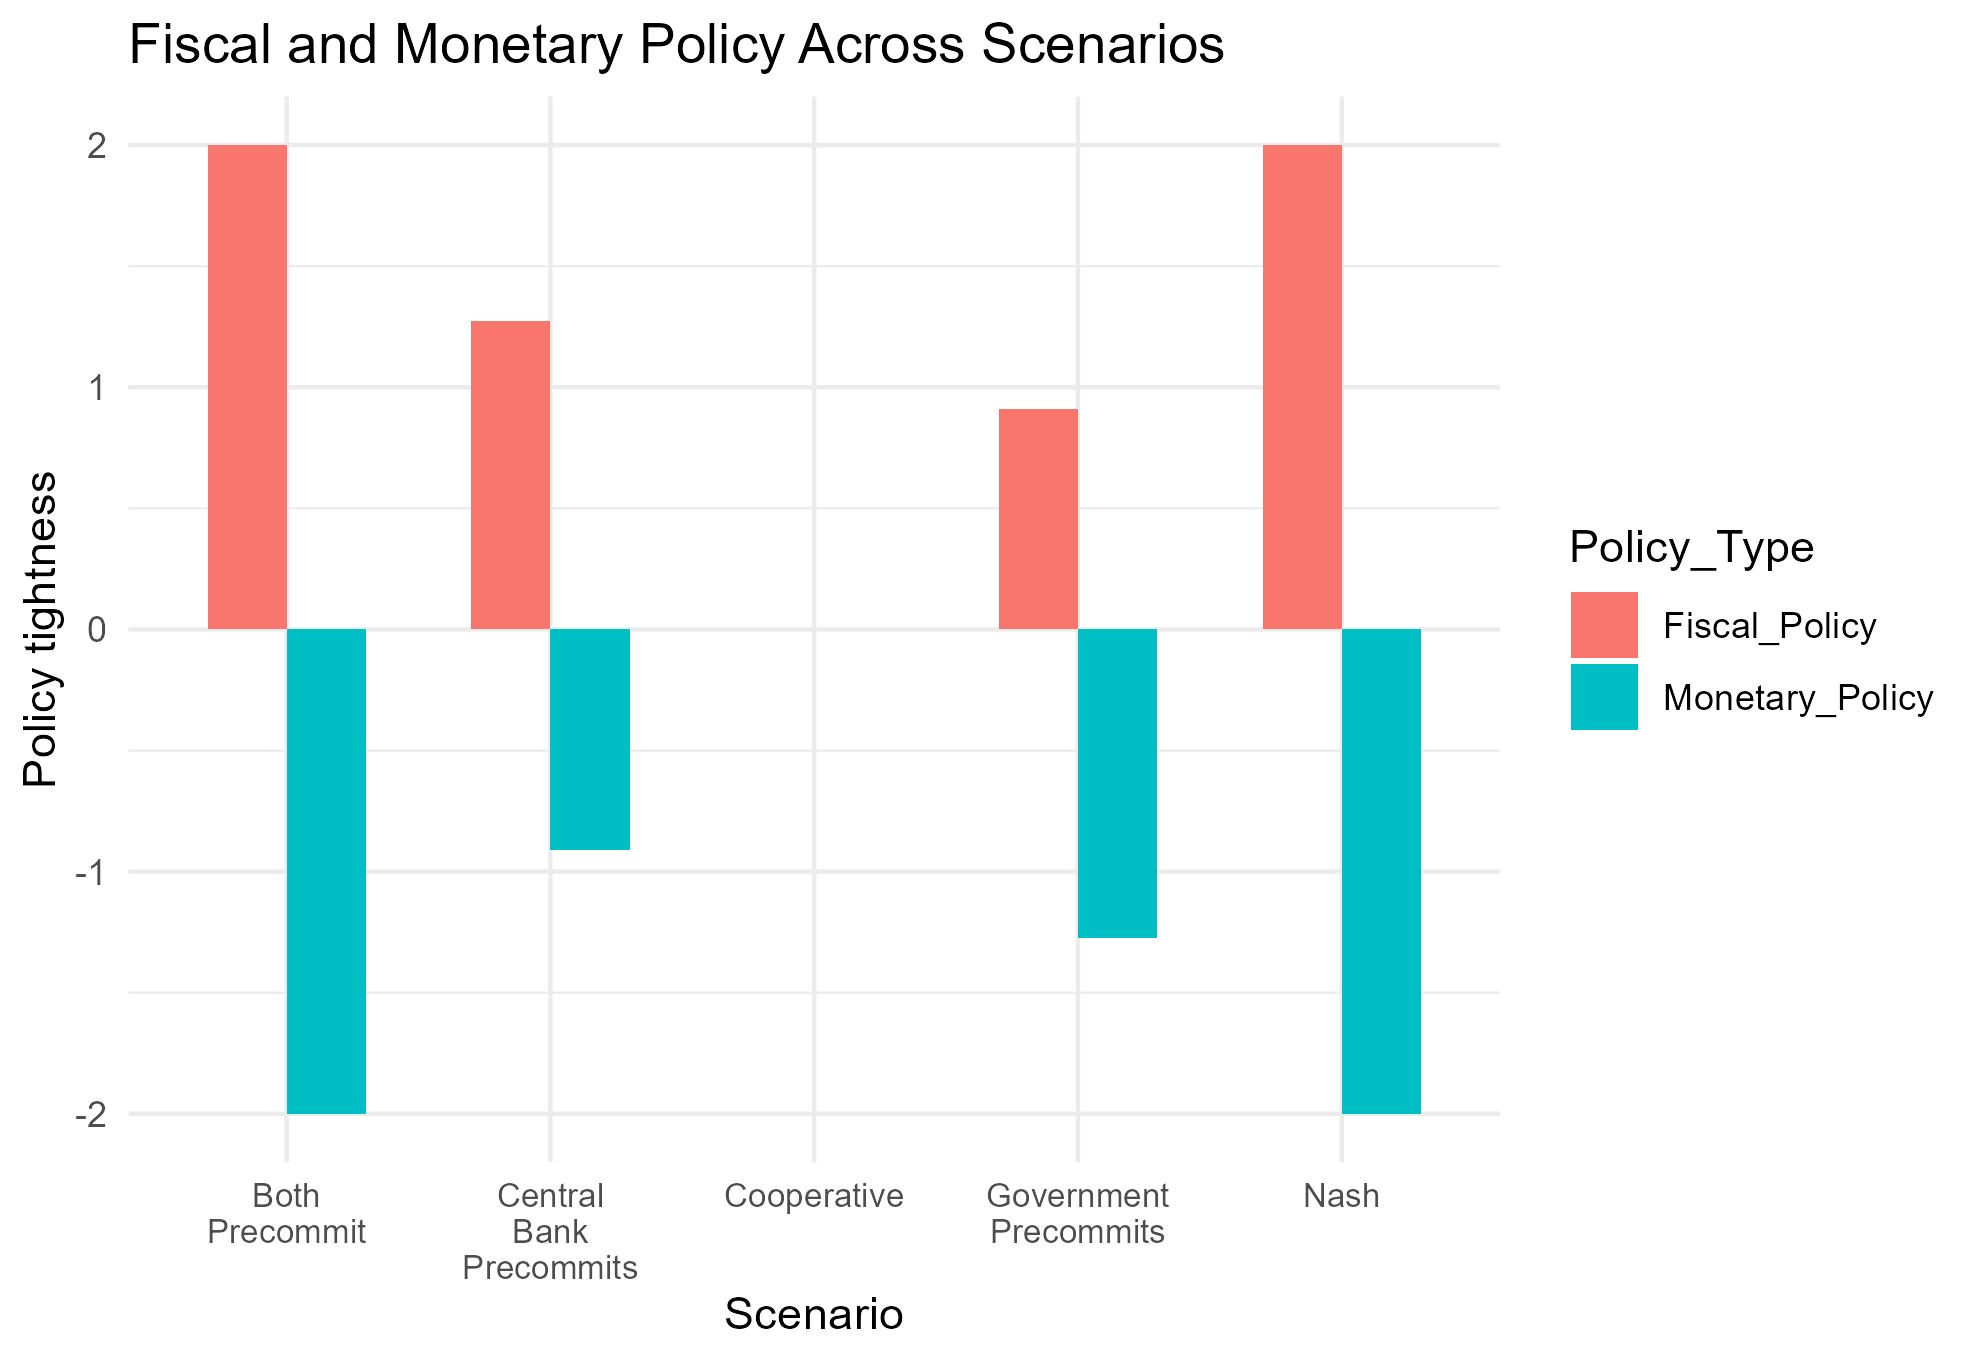 Fiscal and Monetary Policy Across Scenarios
Policy tightness
2
1
0
-1
-2
Both
Precommit
Central
Bank
Precommits
Cooperative
Government
Precommits
Nash
Scenario
Policy_Type
Fiscal_Policy
Monetary_Policy